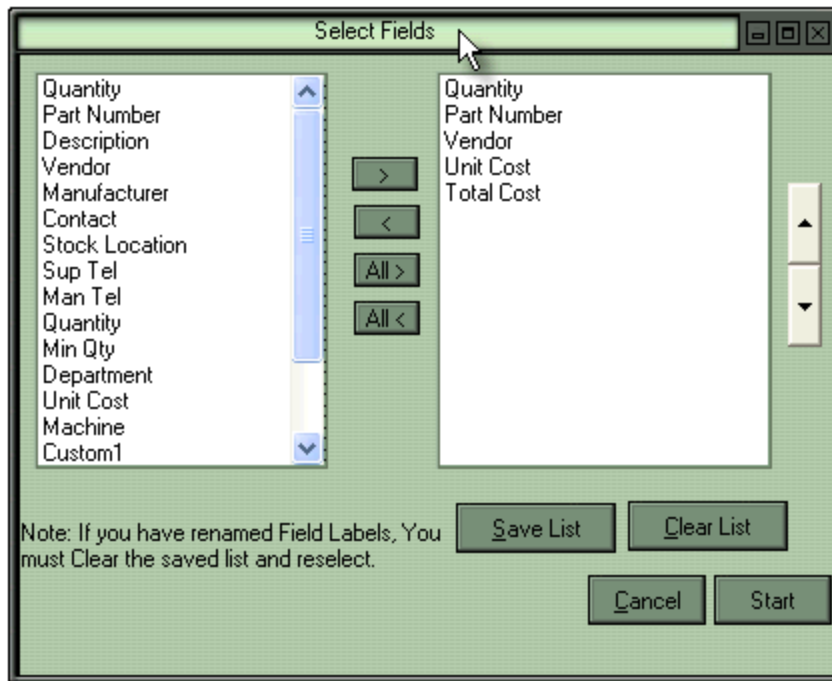 Select Fields
Quantity
Part Number
Description
Vendor
Manufacturer
Contact
Stock Location
Sup Tel
Man Tel
Quantity
Min Qty
Department
Unit Cost
Machine
Custom1
>
<
All >
All <
Quantity
Part Number
Vendor
Unit Cost
Total Cost
Note: If you have renamed Field Labels, You
must Clear the saved list and reselect.
Save List
Clear List
Cancel
Start